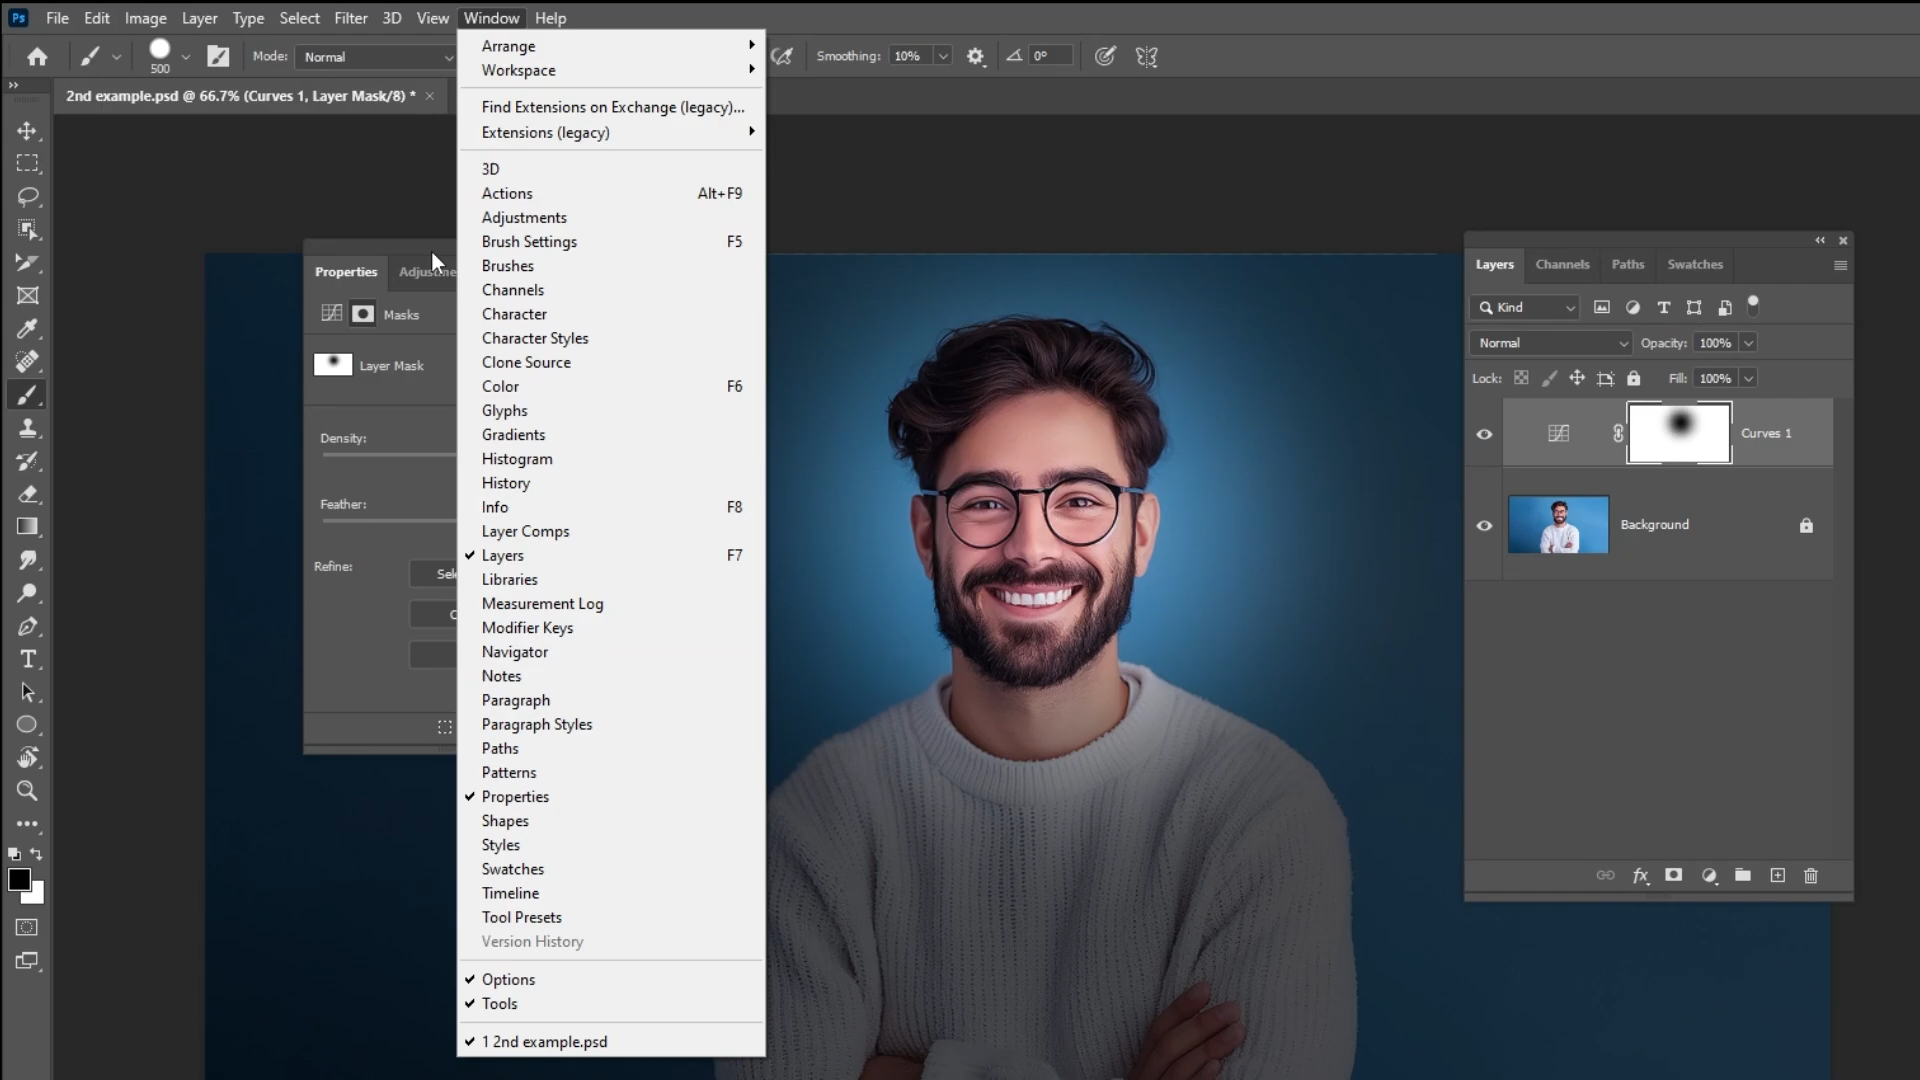 Ps File Edit Image Layer Type Select Filter 3D View Window Help
500 Mode: Normal Smoothing: 10% 0°
2nd example.psd @ 66.7% (Curves 1, Layer Mask/8) *
Arrange
Workspace
Find Extensions on Exchange (legacy)...
Extensions (legacy)
3D
Actions Alt+F9
Adjustments
Brush Settings F5
Brushes
Channels
Character
Character Styles
Clone Source
Color F6
Glyphs
Gradients
Histogram
History
Info F8
Layer Comps
Layers F7
Libraries
Measurement Log
Modifier Keys
Navigator
Notes
Paragraph
Paragraph Styles
Paths
Patterns
Properties
Shapes
Styles
Swatches
Timeline
Tool Presets
Version History
Options
Tools
1 2nd example.psd
Properties Adjustme
Masks
Layer Mask
Density:
Feather:
Refine: Sele
C
Layers Channels Paths Swatches
Kind
Normal Opacity: 100%
Lock: Fill: 100%
Curves 1
Background
fx